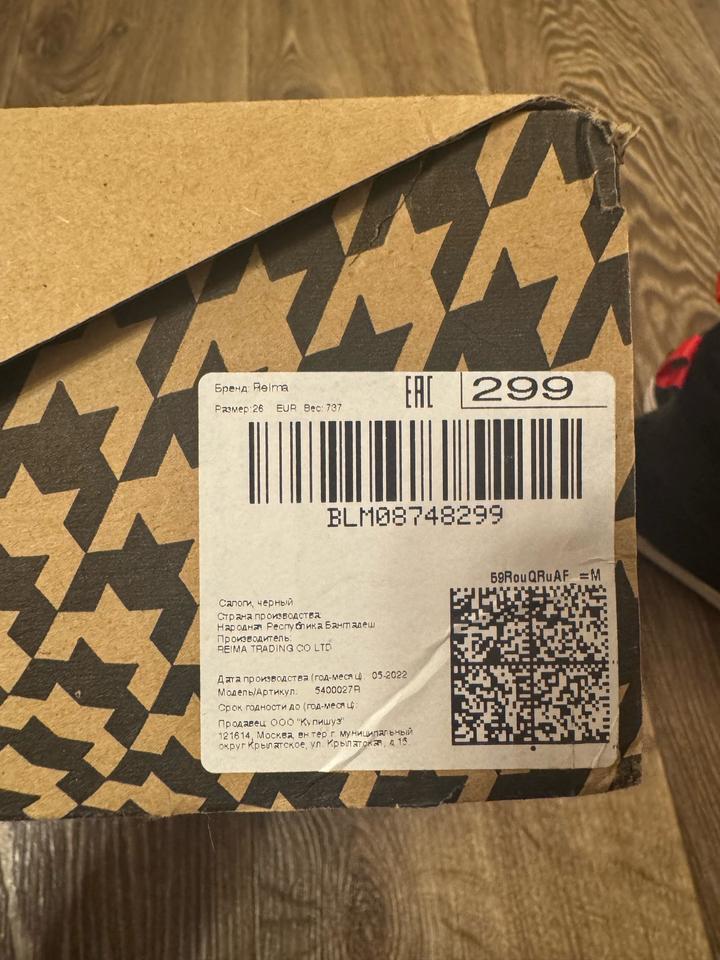 Бренд: Reima
EAC
299
Размер:26 EUR Вес: 737
BLM08748299
59RouQRuAF_=M
Сапоги, черный
Страна производства:
Народная Республика Бангладеш
Производитель:
REIMA TRADING CO LTD
Дата производства (год-месяц): 05-2022
Модель/Артикул: 5400027R
Срок годности до (год-месяц):
Продавец: ООО "Купишуз"
121614, Москва, вн.тер.г. муниципальный
округ Крылатское, ул. Крылатская, д.15